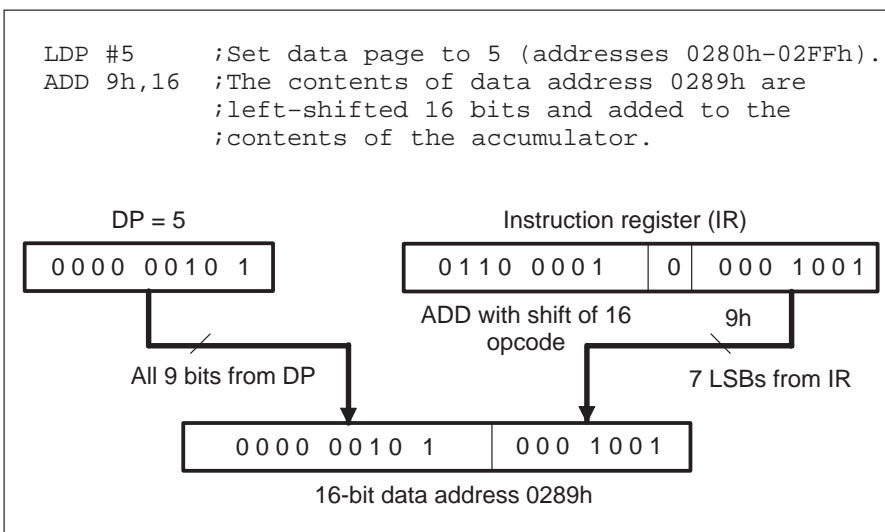 LDP #5 ;Set data page to 5 (addresses 0280h–02FFh).
ADD 9h,16 ;The contents of data address 0289h are
;left–shifted 16 bits and added to the
;contents of the accumulator.
DP = 5
Instruction register (IR)
0000 0010 1
0110 0001 0 000 1001
ADD with shift of 16
opcode
9h
All 9 bits from DP
7 LSBs from IR
0000 0010 1 000 1001
16-bit data address 0289h